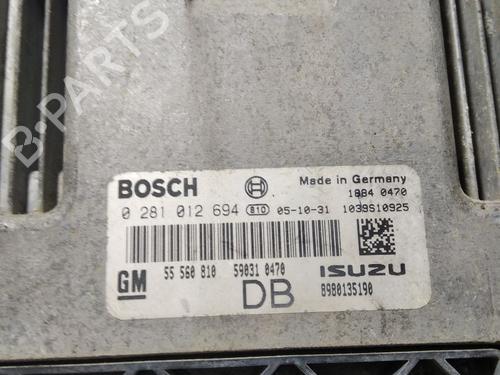 B-PARTS
BOSCH Made in Germany
1884 0470
0 281 012 694 B10 05-10-31 1039S10925
GM 55 560 810 59031 0470 ISUZU
DB 8980135190